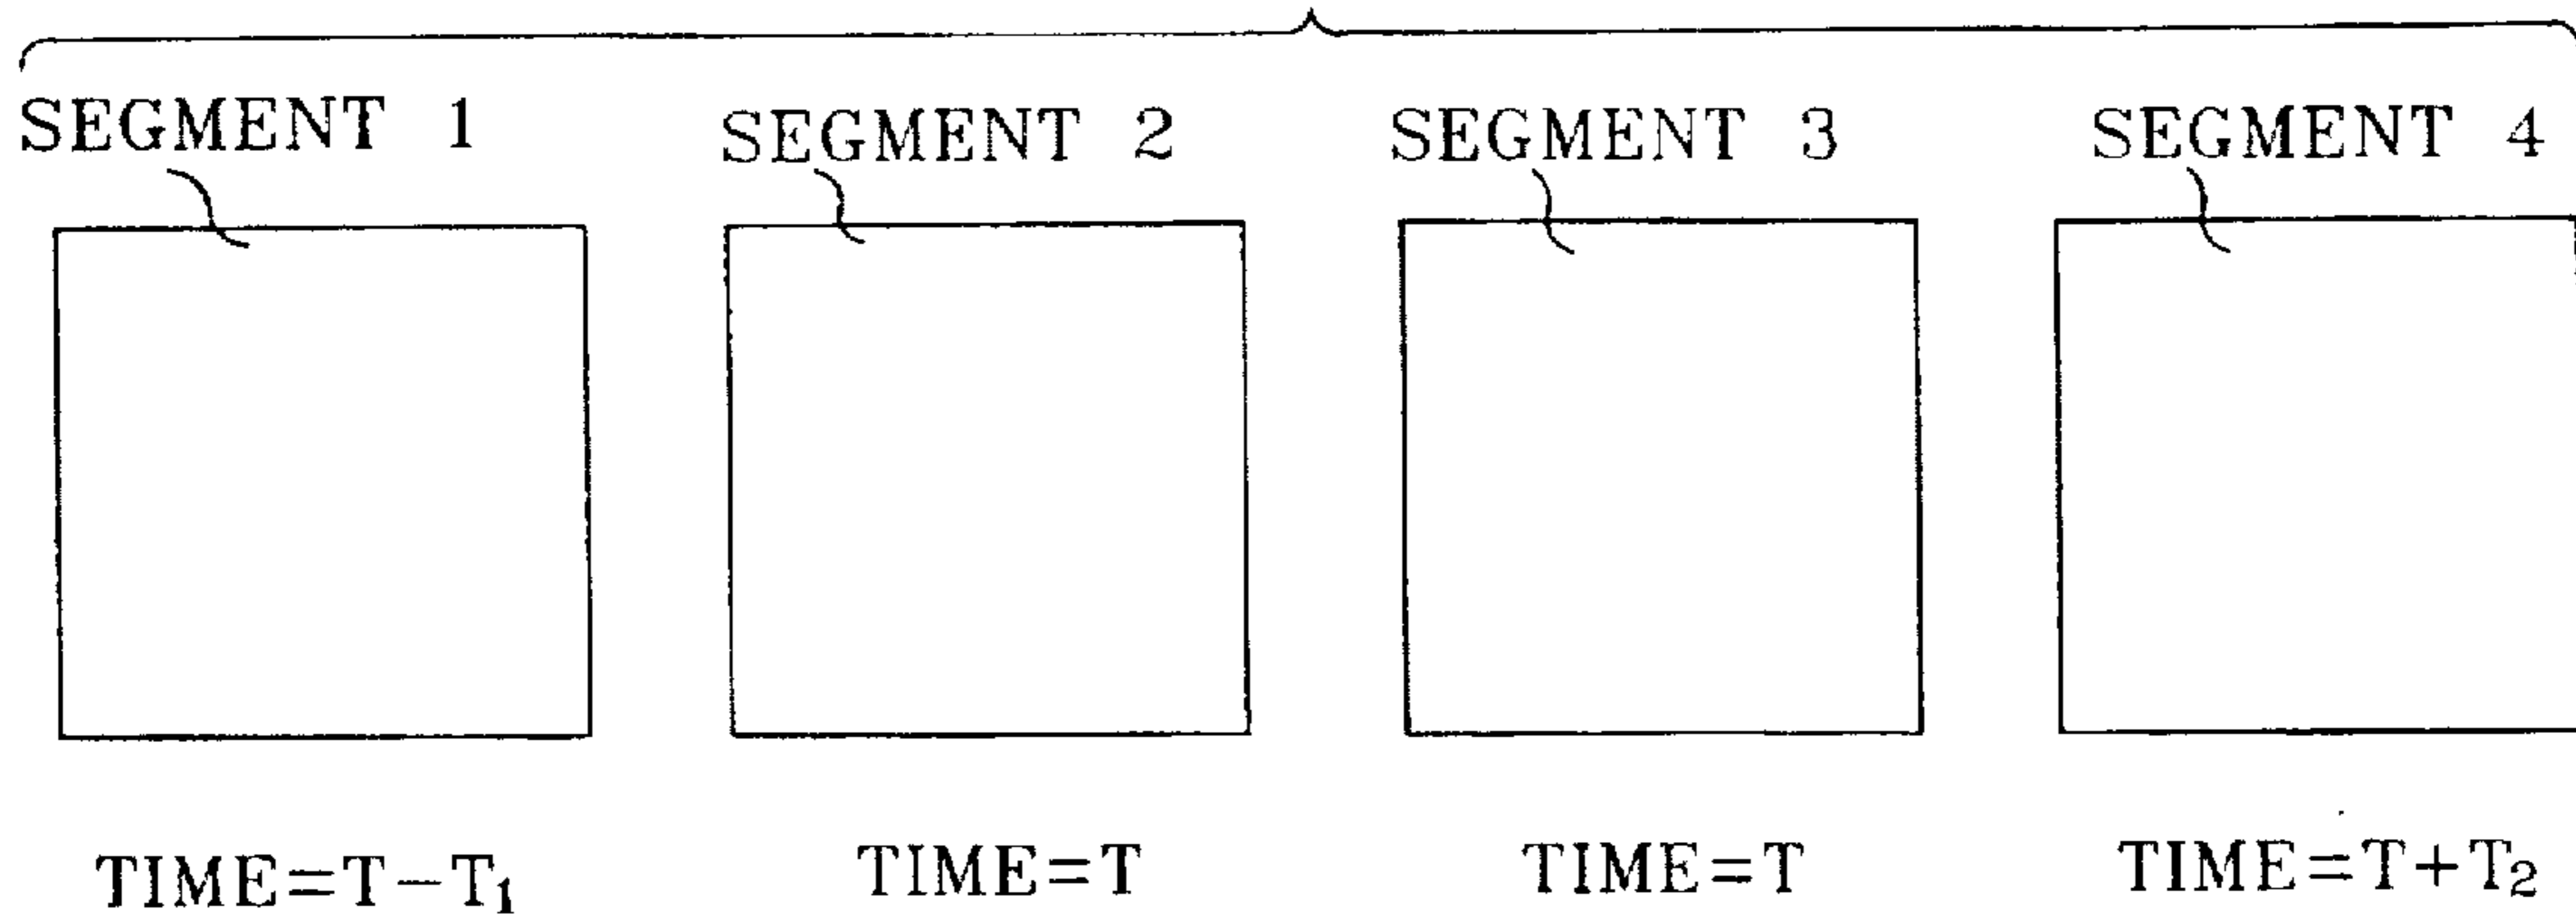 SEGMENT 1
SEGMENT 2
SEGMENT 3
SEGMENT 4
TIME=T−T₁
TIME=T
TIME=T
TIME=T+T₂